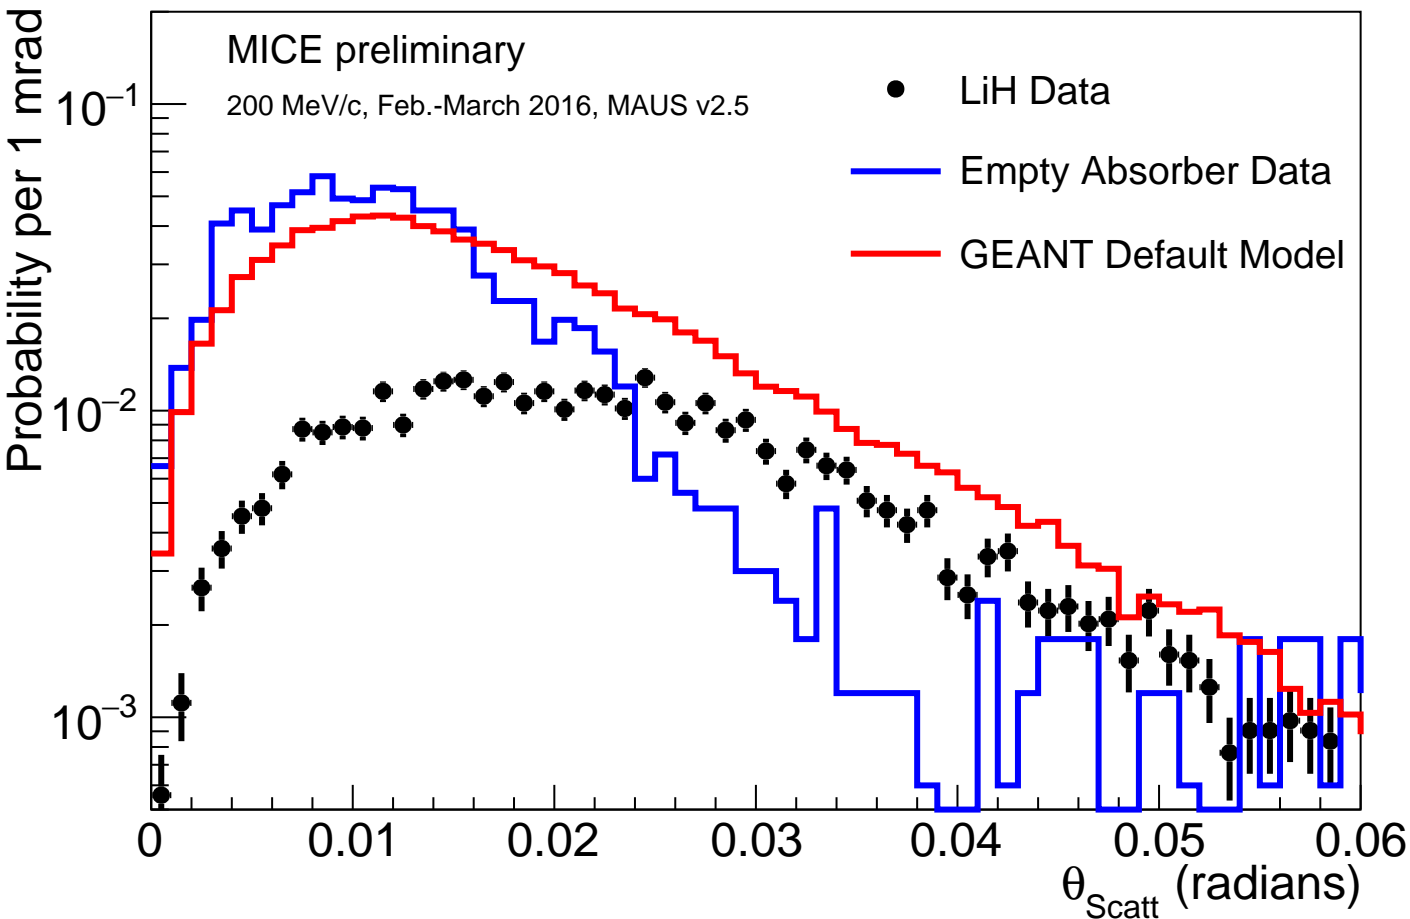 Probability per 1 mrad
MICE preliminary
200 MeV/c, Feb.-March 2016, MAUS v2.5
LiH Data
Empty Absorber Data
GEANT Default Model
10⁻¹
10⁻²
10⁻³
0 0.01 0.02 0.03 0.04 0.05 0.06
θ_Scatt (radians)